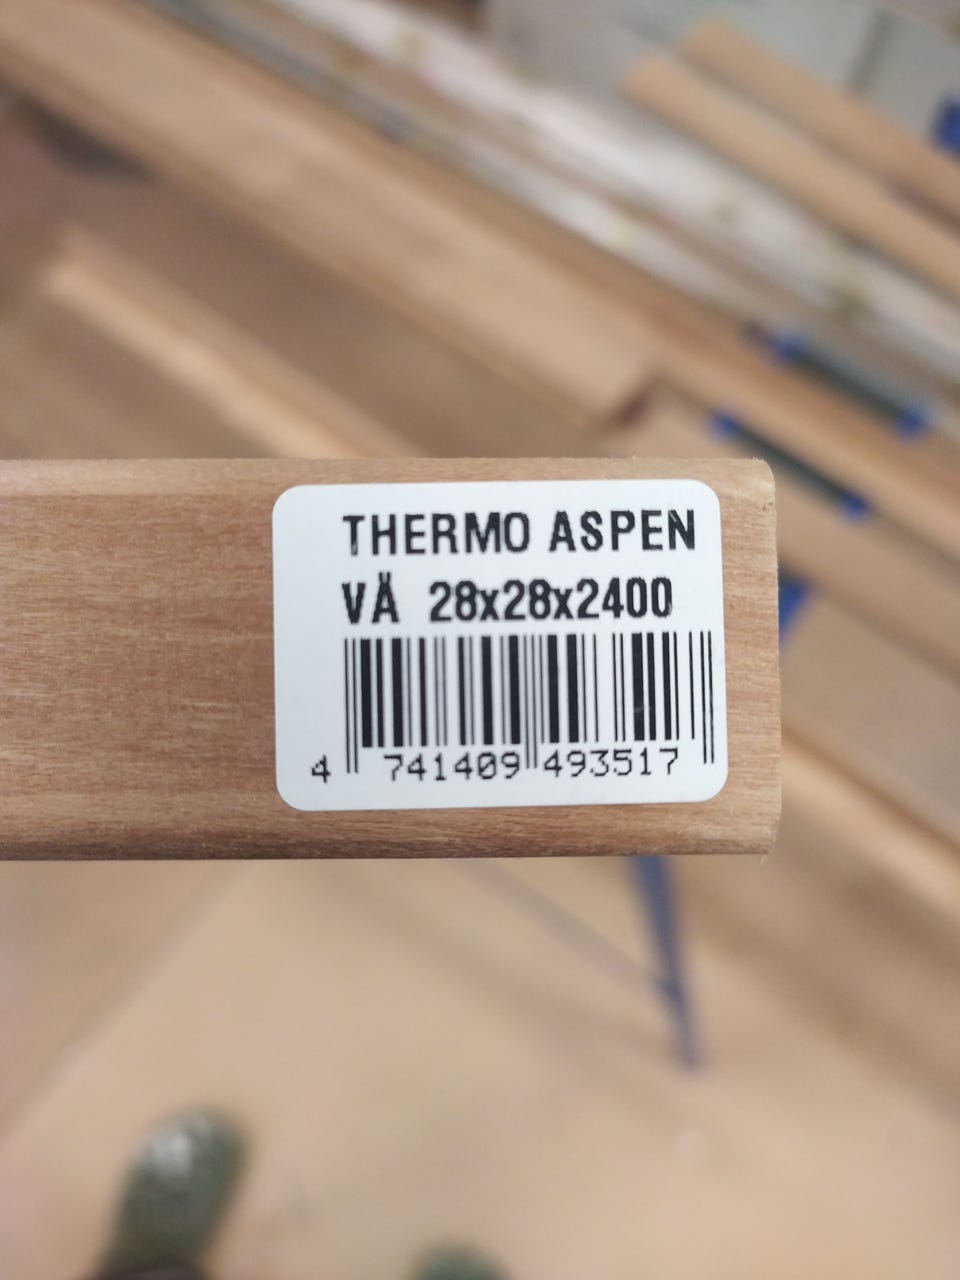 THERMO ASPEN
VÄ 28x28x2400
4 741409 493517